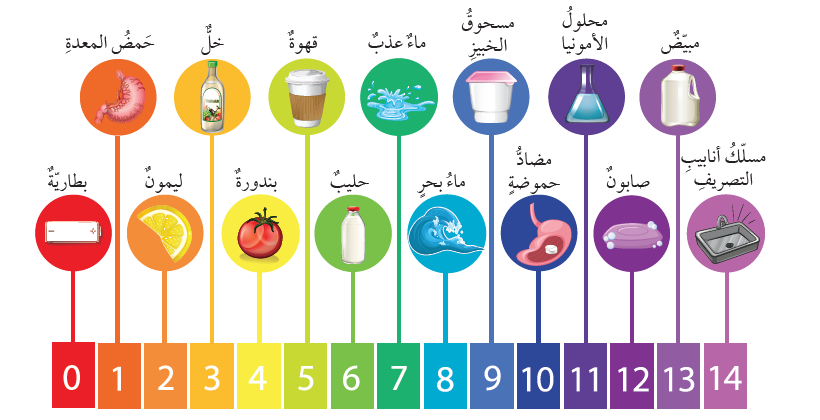 حَمضُ المعدةِ
خلٌّ
قهوةٌ
ماءٌ عذبٌ
مسحوقُ
الخبيزِ
محلولُ
الأمونيا
مبيّضٌ
بطاريّةٌ
ليمونٌ
بندورةٌ
حليبٌ
ماءُ بحرٍ
مضادُّ
حموضةٍ
صابونٌ
مسلّكُ أنابيبِ
التصريفِ
0 1 2 3 4 5 6 7 8 9 10 11 12 13 14